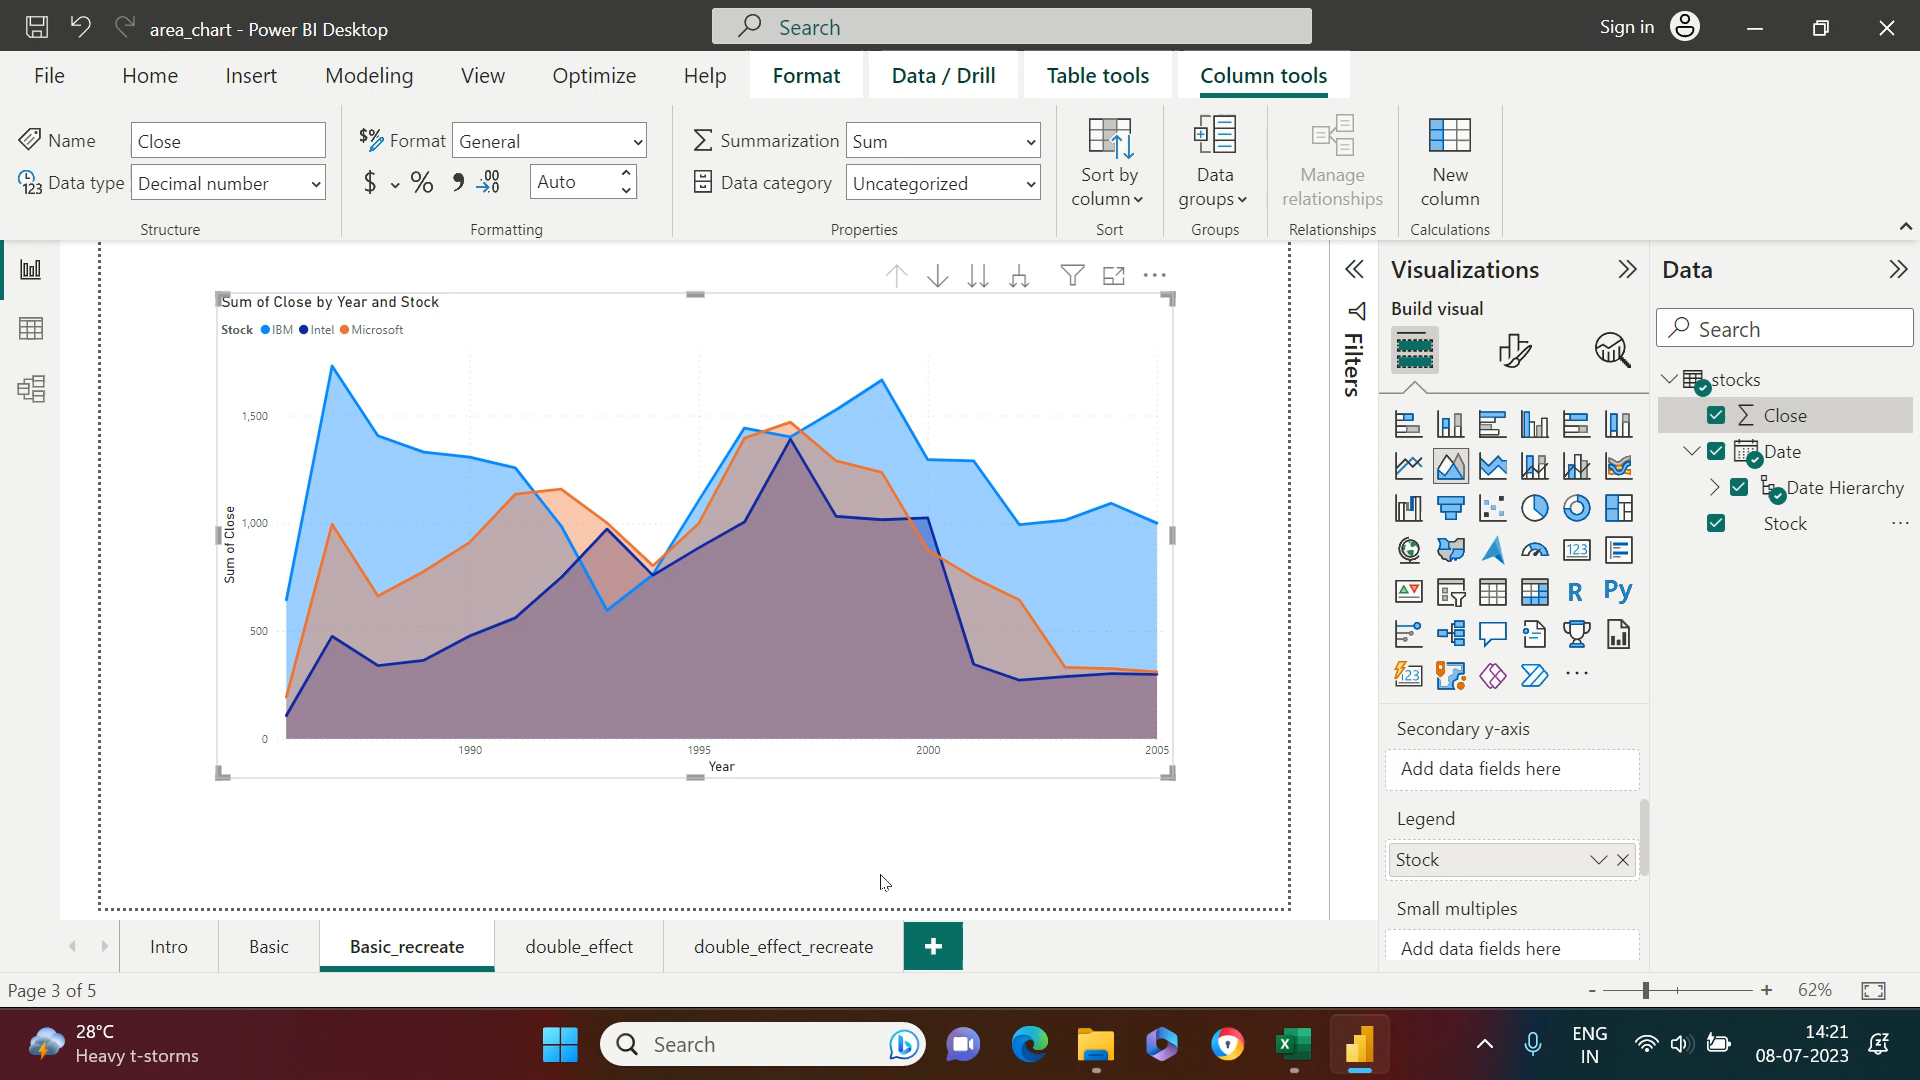 area_chart - Power BI Desktop
Search
Sign in
File Home Insert Modeling View Optimize Help Format Data / Drill Table tools Column tools
Name Close
Data type Decimal number
Structure
$% Format General
$ % Auto
Formatting
Summarization Sum
Data category Uncategorized
Properties
Sort by
column
Sort
Data
groups
Groups
Manage
relationships
Relationships
New
column
Calculations
Sum of Close by Year and Stock
Stock IBM Intel Microsoft
1,500
1,000
500
0
Sum of Close
1990 1995 2000 2005
Year
Filters
Visualizations
Build visual
123
R Py
123
Secondary y-axis
Add data fields here
Legend
Stock
Small multiples
Add data fields here
Data
Search
stocks
Close
Date
Date Hierarchy
Stock
Intro Basic Basic_recreate double_effect double_effect_recreate +
Page 3 of 5
- + 62%
28°C
Heavy t-storms
Search
ENG
IN
14:21
08-07-2023